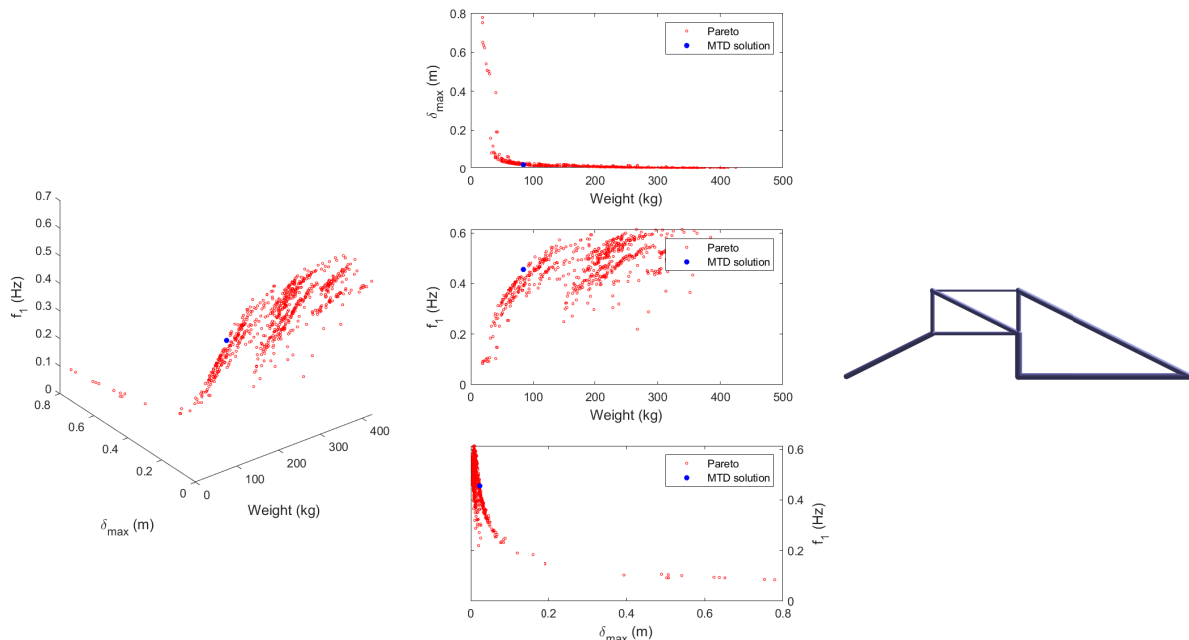 0.7
0.6
0.5
0.4
0.3
0.2
0.1
0
f1 (Hz)
0.8
0.6
0.4
0.2
0
δmax (m)
0
100
200
300
400
Weight (kg)
0.8
0.6
0.4
0.2
0
δmax (m)
Pareto
MTD solution
0 100 200 300 400 500
Weight (kg)
0.6
0.4
0.2
0
f1 (Hz)
Pareto
MTD solution
0 100 200 300 400 500
Weight (kg)
Pareto
MTD solution
0.6
0.4
0.2
0
f1 (Hz)
0 0.2 0.4 0.6 0.8
δmax (m)